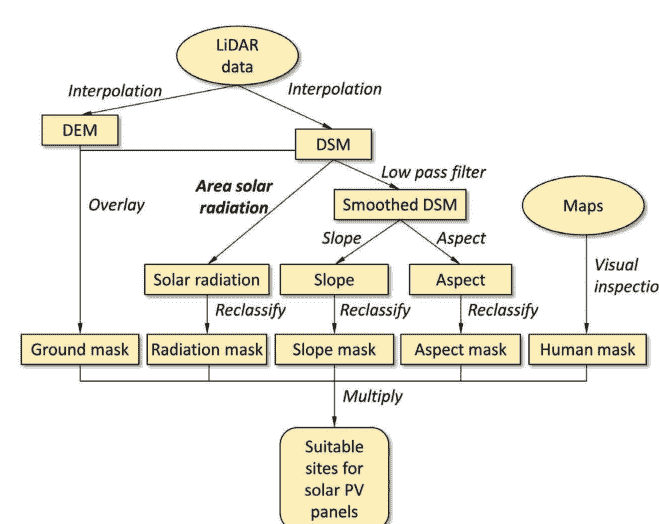 LiDAR
data
Interpolation
Interpolation
DEM
DSM
Low pass filter
Area solar
radiation
Overlay
Smoothed DSM
Maps
Slope
Aspect
Visual
inspectio
Solar radiation
Slope
Aspect
Reclassify
Reclassify
Reclassify
Ground mask
Radiation mask
Slope mask
Aspect mask
Human mask
Multiply
Suitable
sites for
solar PV
panels